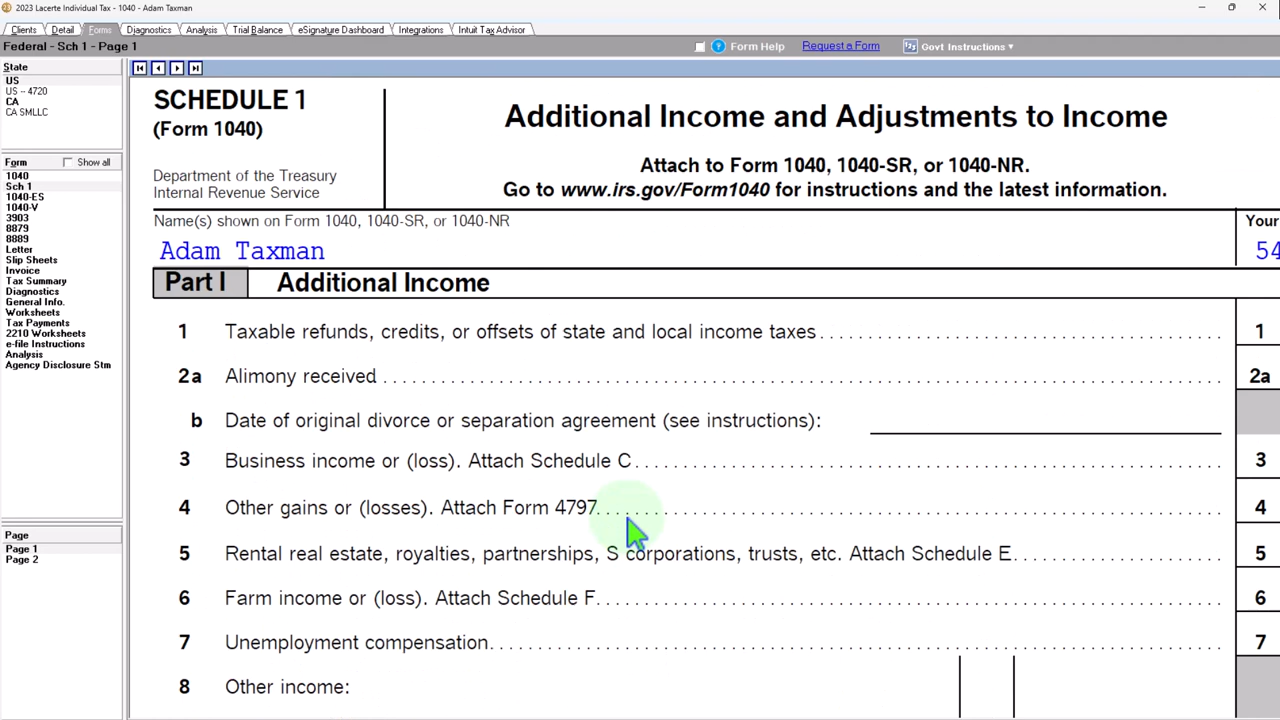 2023 Lacerte Individual Tax - 1040 - Adam Taxman
Clients Detail Forms Diagnostics Analysis Trial Balance eSignature Dashboard Integrations Intuit Tax Advisor
Federal - Sch 1 - Page 1
Form Help Request a Form Govt Instructions
State
US
US -- 4720
CA
CA SMLLC
Form Show all
1040
Sch 1
1040-ES
1040-V
3903
8879
8889
Letter
Slip Sheets
Invoice
Tax Summary
Diagnostics
General Info.
Worksheets
Tax Payments
2210 Worksheets
e-file Instructions
Analysis
Agency Disclosure Stm
Page
Page 1
Page 2
SCHEDULE 1
(Form 1040)
Department of the Treasury
Internal Revenue Service
Additional Income and Adjustments to Income
Attach to Form 1040, 1040-SR, or 1040-NR.
Go to www.irs.gov/Form1040 for instructions and the latest information.
Name(s) shown on Form 1040, 1040-SR, or 1040-NR Your
Adam Taxman 54
Part I Additional Income
1 Taxable refunds, credits, or offsets of state and local income taxes 1
2a Alimony received 2a
b Date of original divorce or separation agreement (see instructions):
3 Business income or (loss). Attach Schedule C 3
4 Other gains or (losses). Attach Form 4797 4
5 Rental real estate, royalties, partnerships, S corporations, trusts, etc. Attach Schedule E 5
6 Farm income or (loss). Attach Schedule F 6
7 Unemployment compensation 7
8 Other income: